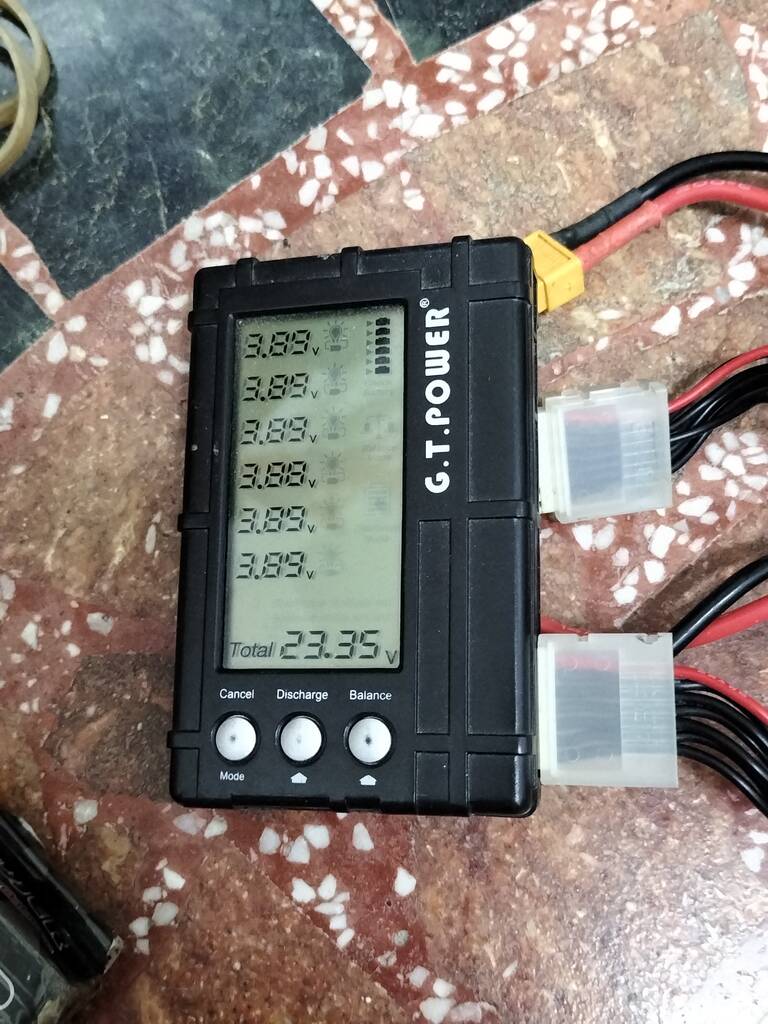 3.89v
3.89v
3.89v
3.88v
3.89v
3.89v
Total 23.35v
G.T.POWER®
Cancel Discharge Balance
Mode